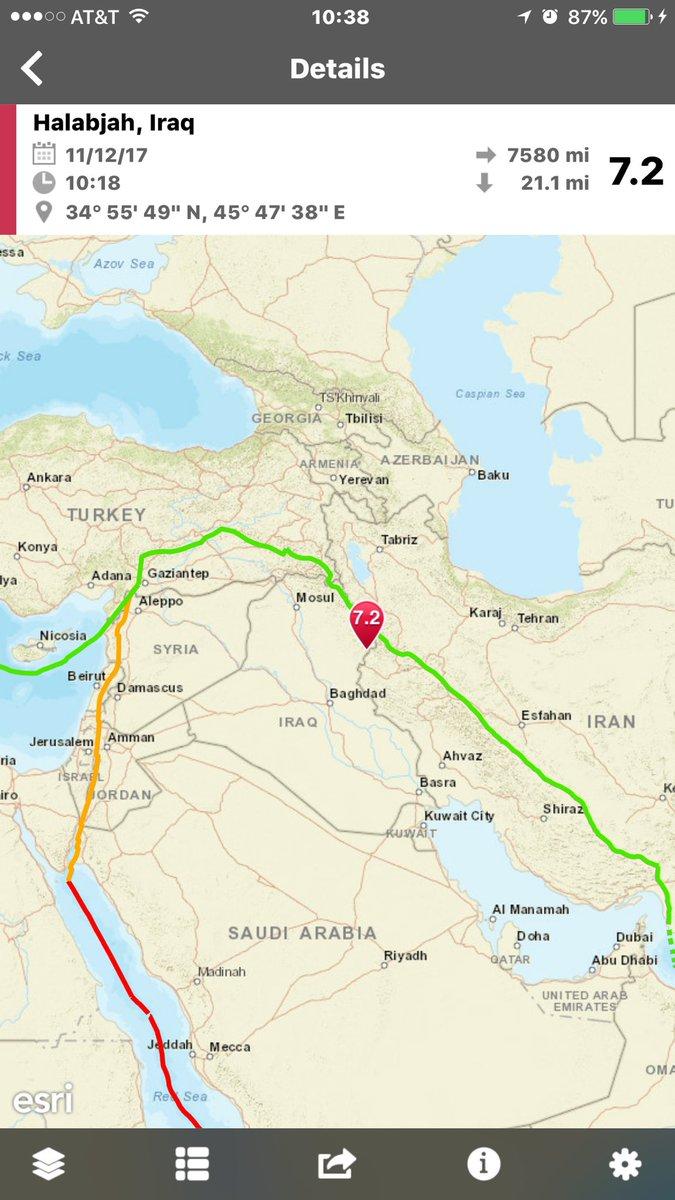 AT&T 10:38 87%
Details
Halabjah, Iraq
11/12/17 7580 mi 7.2
10:18 21.1 mi
34° 55' 49" N, 45° 47' 38" E
essa
Azov Sea
ck Sea
Caspian Sea
TS'Khinvali
GEORGIA Tbilisi
ARMENIA AZERBAIJAN
Yerevan Baku
Ankara
TURKEY TU
Konya Tabriz
lya Adana Gaziantep
Aleppo Mosul 7.2 Karaj Tehran
Nicosia SYRIA
Beirut
Damascus Baghdad
IRAQ Esfahan IRAN
Jerusalem Amman
ria Ahvaz
ISRAEL Basra
iro JORDAN Ke
Kuwait City Shiraz
KUWAIT
Al Manamah
SAUDI ARABIA Doha Dubai
Riyadh QATAR Abu Dhabi
Madinah
UNITED ARAB
EMIRATES
Jeddah Mecca
OMA
Red Sea
esri